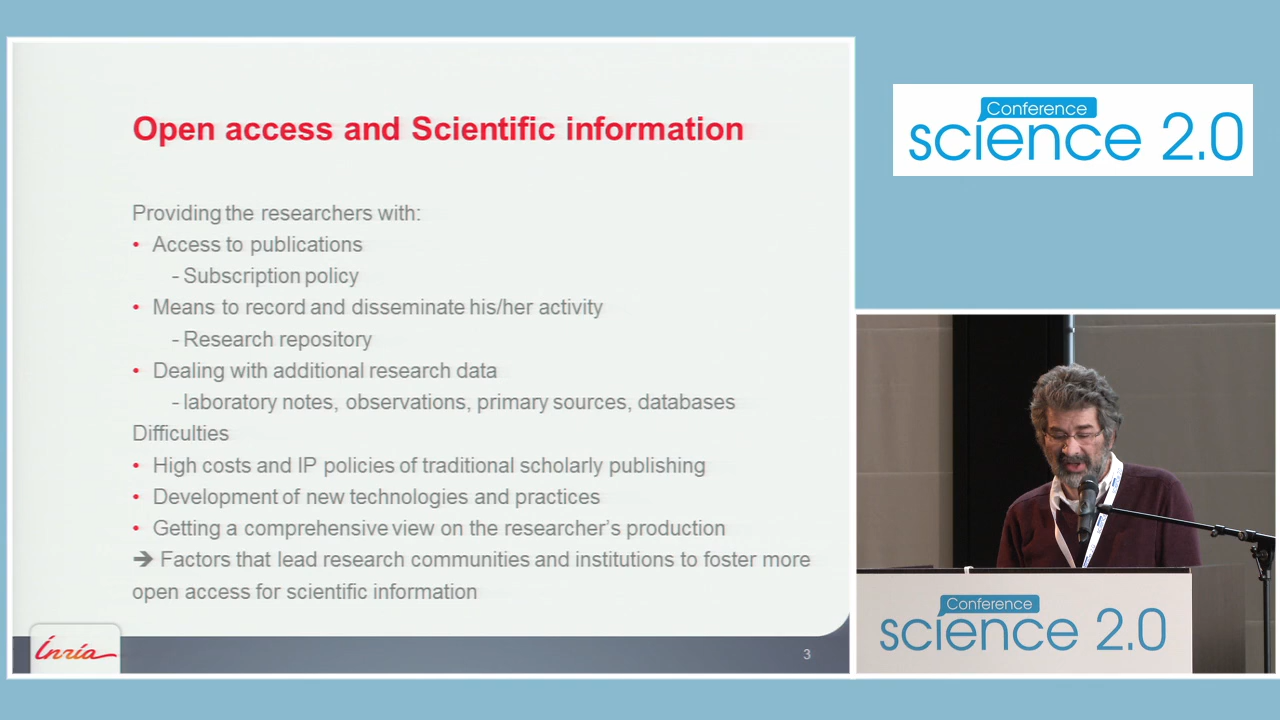 Open access and Scientific information
Providing the researchers with:
• Access to publications
- Subscription policy
• Means to record and disseminate his/her activity
- Research repository
• Dealing with additional research data
- laboratory notes, observations, primary sources, databases
Difficulties
• High costs and IP policies of traditional scholarly publishing
• Development of new technologies and practices
• Getting a comprehensive view on the researcher's production
➔ Factors that lead research communities and institutions to foster more
open access for scientific information
Inria
3
Conference
science 2.0
Conference
science 2.0